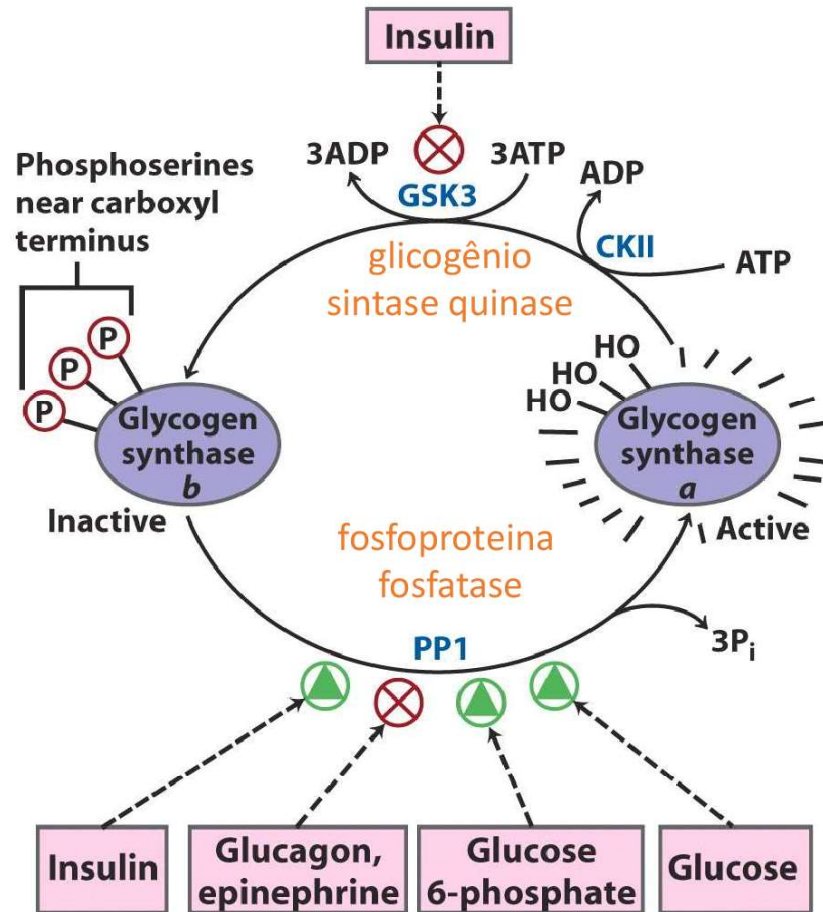 Insulin
3ADP
3ATP
GSK3
ADP
CKII
ATP
Phosphoserines
near carboxyl
terminus
glicogênio
sintase quinase
P
P
P
HO
HO
HO
Glycogen
synthase
b
Inactive
Glycogen
synthase
a
Active
fosfoproteina
fosfatase
PP1
3Pi
Insulin
Glucagon,
epinephrine
Glucose
6-phosphate
Glucose